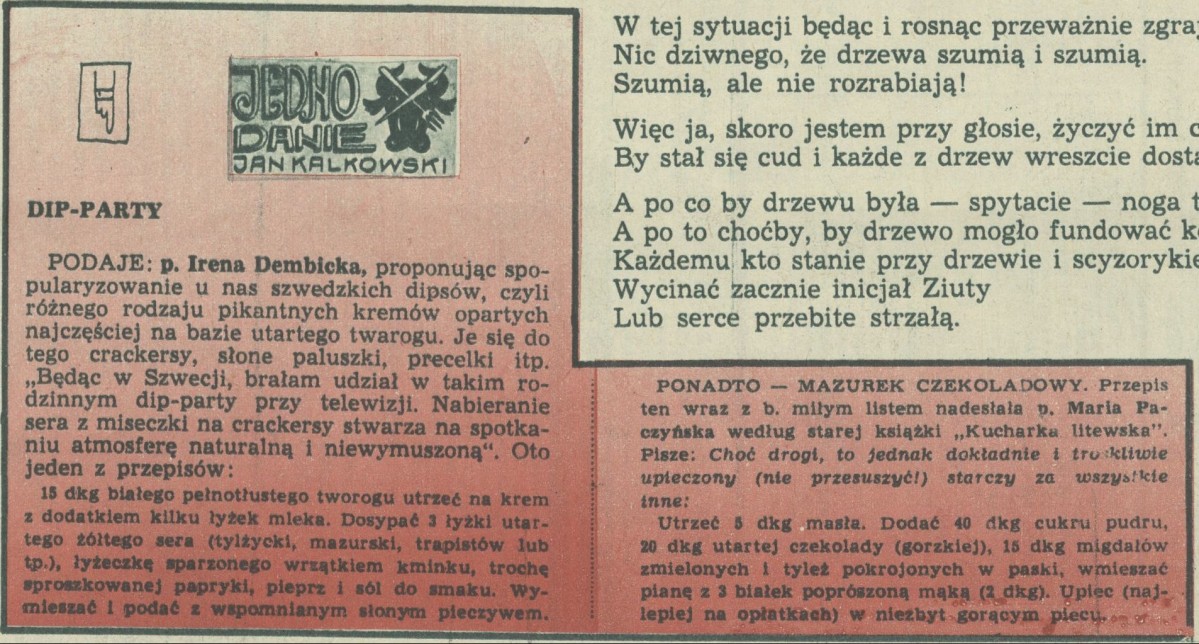 JEDNO
DANIE
JAN KALKOWSKI
DIP-PARTY
PODAJE: p. Irena Dembicka, proponując spo-
pularyzowanie u nas szwedzkich dipsów, czyli
różnego rodzaju pikantnych kremów opartych
najczęściej na bazie utartego twarogu. Je się do
tego crackersy, słone paluszki, precelki itp.
„Będąc w Szwecji, brałam udział w takim ro-
dzinnym dip-party przy telewizji. Nabieranie
sera z miseczki na crackersy stwarza na spotka-
niu atmosferę naturalną i niewymuszoną“. Oto
jeden z przepisów:
15 dkg białego pełnotłustego tworogu utrzeć na krem
z dodatkiem kilku łyżek mleka. Dosypać 3 łyżki utar-
tego żółtego sera (tylżycki, mazurski, trapistów lub
tp.), łyżeczkę sparzonego wrzątkiem kminku, trochę
sproszkowanej papryki, pieprz i sól do smaku. Wy-
mieszać i podać z wspomnianym słonym pieczywem.
W tej sytuacji będąc i rosnąc przeważnie
Nic dziwnego, że drzewa szumią i szumią.
Szumią, ale nie rozrabiają!
Więc ja, skoro jestem przy głosie, życzyć im
By stał się cud i każde z drzew wreszcie
A po co by drzewu była — spytacie — noga
A po to choćby, by drzewo mogło fundować
Każdemu kto stanie przy drzewie i
Wycinać zacznie inicjał Ziuty
Lub serce przebite strzałą.
PONADTO — MAZUREK CZEKOLADOWY. Przepis
ten wraz z b. miłym listem nadesłała p. Maria Pa-
czyńska według starej książki „Kucharka litewska”.
Pisze: Choć drogi, to jednak dokładnie i troskliwie
upieczony (nie przesuszyć!) starczy za wszystkie
inne:
Utrzeć 5 dkg masła. Dodać 40 dkg cukru pudru,
20 dkg utartej czekolady (gorzkiej), 15 dkg migdałów
zmielonych i tyleż pokrojonych w paski, wmieszać
pianę z 3 białek poprószoną mąką (2 dkg). Upiec (naj-
lepiej na opłatkach) w niezbyt gorącym piecu.